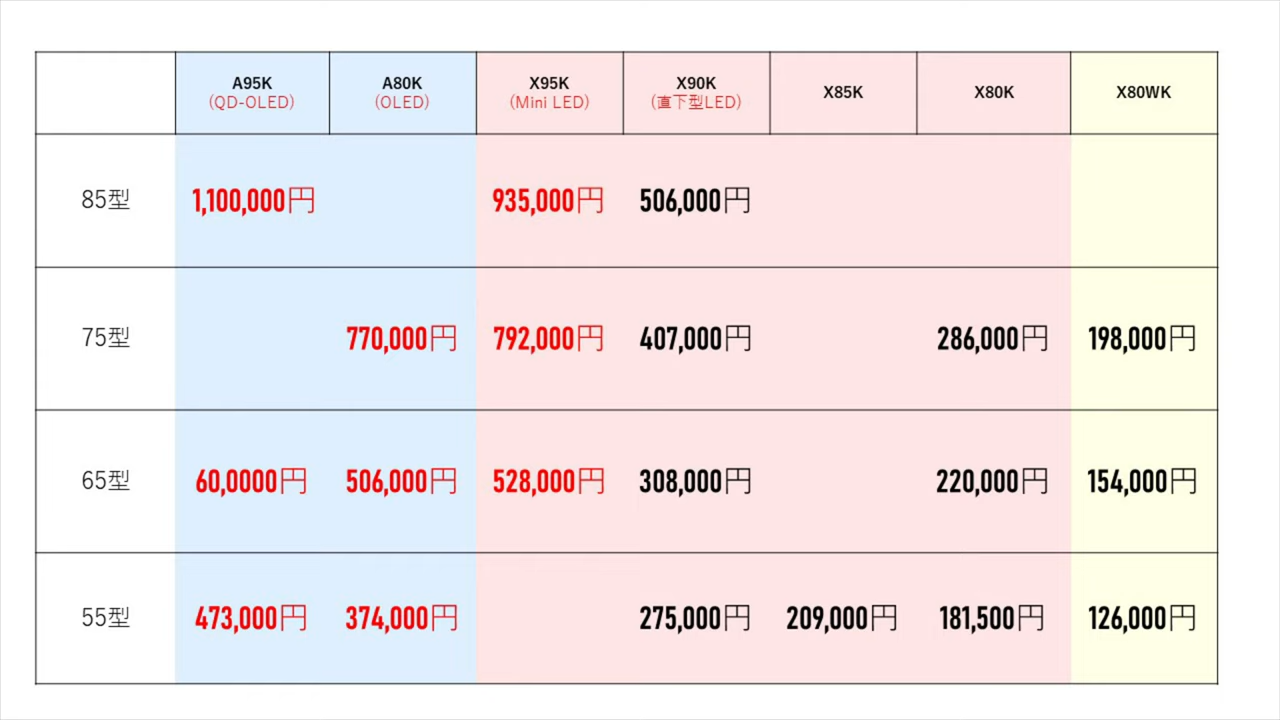 A95K A80K X95K X90K X85K X80K X80WK
(QD-OLED) (OLED) (Mini LED) (直下型LED)
85型 1,100,000円 935,000円 506,000円
75型 770,000円 792,000円 407,000円 286,000円 198,000円
65型 60,0000円 506,000円 528,000円 308,000円 220,000円 154,000円
55型 473,000円 374,000円 275,000円 209,000円 181,500円 126,000円